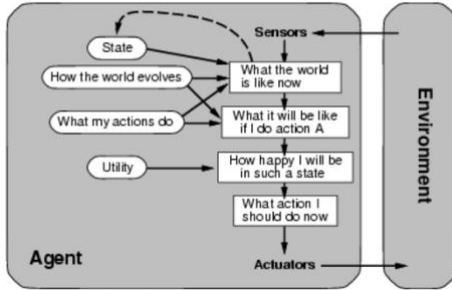 State
Sensors
How the world evolves
What the world
is like now
What my actions do
What it will be like
if I do action A
Utility
How happy I will be
in such a state
What action I
should do now
Agent
Actuators
Environment